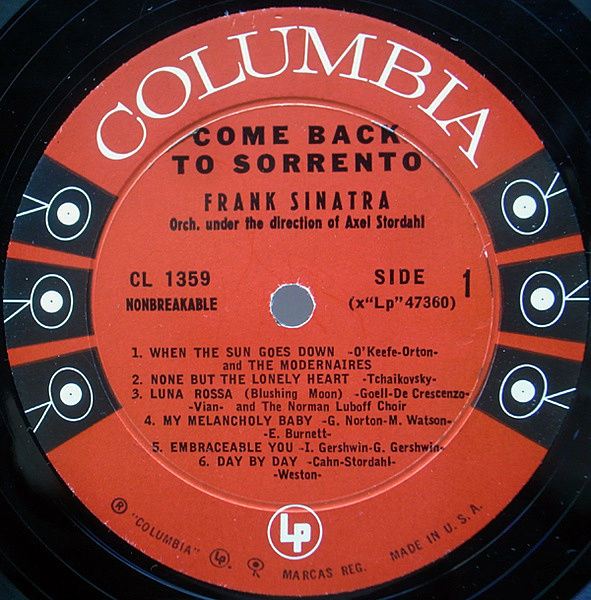 COLUMBIA
COME BACK
TO SORRENTO
FRANK SINATRA
Orch. under the direction of Axel Stordahl
CL 1359
NONBREAKABLE
SIDE 1
(x"Lp" 47360)
1. WHEN THE SUN GOES DOWN -O'Keefe-Orton-
and THE MODERNAIRES
2. NONE BUT THE LONELY HEART -Tchaikovsky-
3. LUNA ROSSA (Blushing Moon) -Goell-De Crescenzo-
-Vian- and The Norman Luboff Choir
4. MY MELANCHOLY BABY -G. Norton-M. Watson-
-E. Burnett-
5. EMBRACEABLE YOU -I. Gershwin-G. Gershwin-
6. DAY BY DAY -Cahn-Stordahl-
-Weston-
Lp
® "COLUMBIA" Lp. MARCAS REG. MADE IN U.S.A.